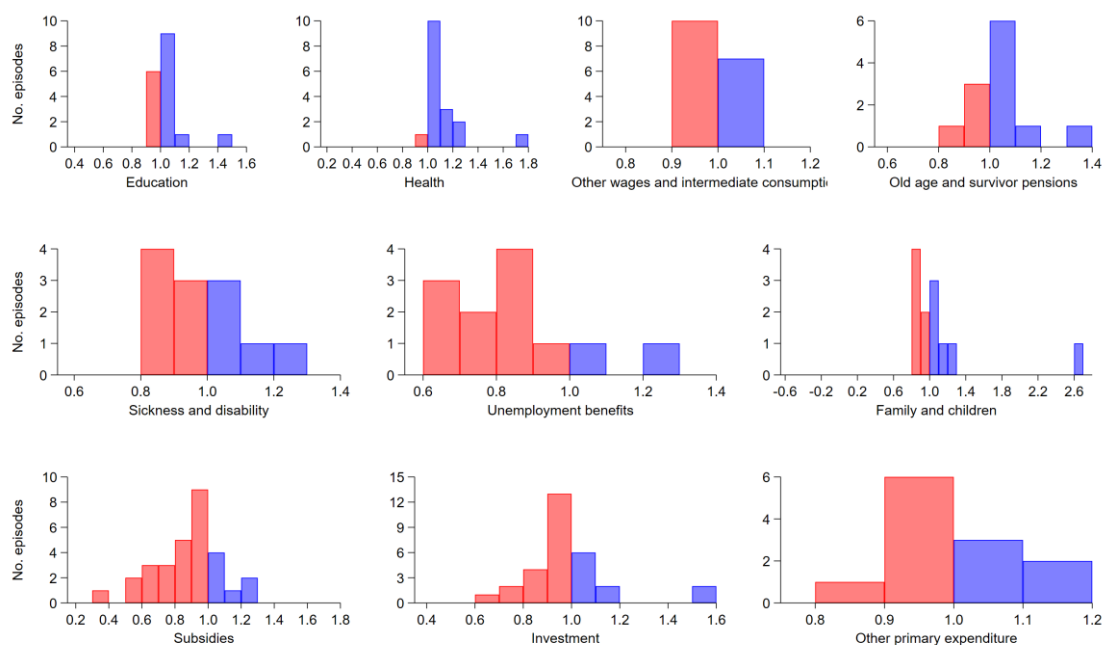 No. episodes
10
8
6
4
2
0
0.4 0.6 0.8 1.0 1.2 1.4 1.6
Education
10
8
6
4
2
0
0.2 0.4 0.6 0.8 1.0 1.2 1.4 1.6 1.8
Health
10
8
6
4
2
0
0.8 0.9 1.0 1.1 1.2
Other wages and intermediate consumpti
6
4
2
0
0.6 0.8 1.0 1.2 1.4
Old age and survivor pensions
No. episodes
4
3
2
1
0
0.6 0.8 1.0 1.2 1.4
Sickness and disability
4
3
2
1
0
0.6 0.8 1.0 1.2 1.4
Unemployment benefits
4
3
2
1
0
-0.6 -0.2 0.2 0.6 1.0 1.4 1.8 2.2 2.6
Family and children
No. episodes
10
8
6
4
2
0
0.2 0.4 0.6 0.8 1.0 1.2 1.4 1.6 1.8
Subsidies
15
12
9
6
3
0
0.4 0.6 0.8 1.0 1.2 1.4 1.6
Investment
6
4
2
0
0.8 0.9 1.0 1.1 1.2
Other primary expenditure